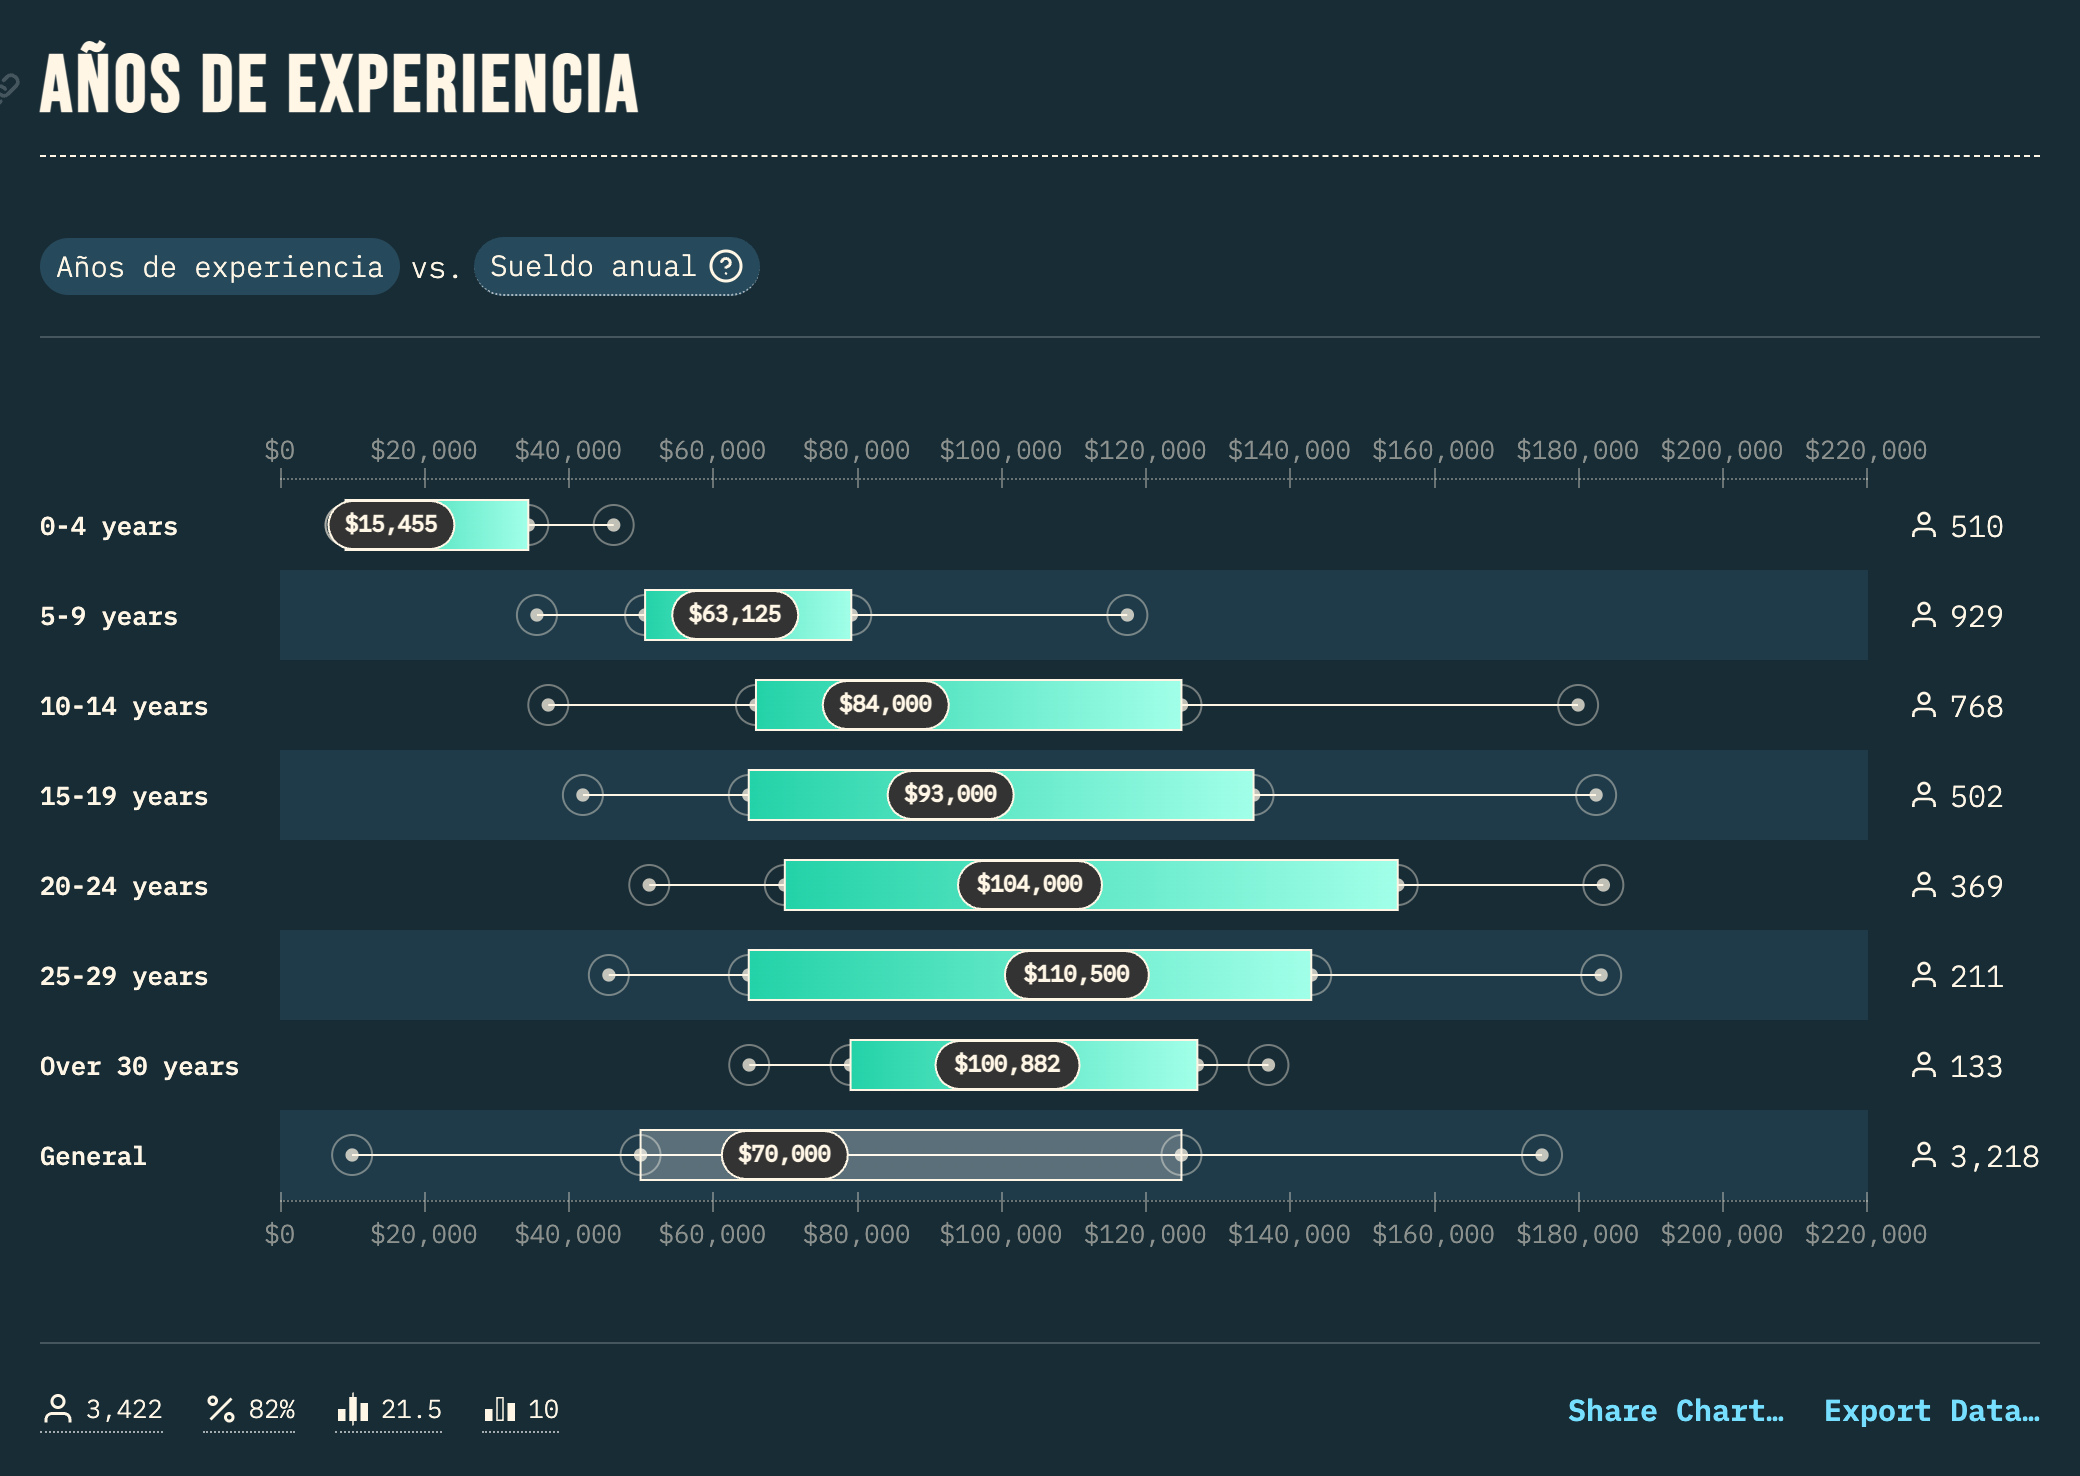 AÑOS DE EXPERIENCIA
Años de experiencia vs. Sueldo anual ?
$0 $20,000 $40,000 $60,000 $80,000 $100,000 $120,000 $140,000 $160,000 $180,000 $200,000 $220,000
0-4 years $15,455 510
5-9 years $63,125 929
10-14 years $84,000 768
15-19 years $93,000 502
20-24 years $104,000 369
25-29 years $110,500 211
Over 30 years $100,882 133
General $70,000 3,218
$0 $20,000 $40,000 $60,000 $80,000 $100,000 $120,000 $140,000 $160,000 $180,000 $200,000 $220,000
3,422 82% 21.5 10 Share Chart… Export Data…